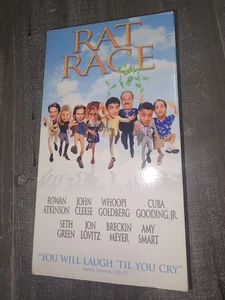 RAT
RACE
ROWAN ATKINSON
JOHN CLEESE
WHOOPI GOLDBERG
CUBA GOODING, JR.
SETH GREEN
JON LOVITZ
BRECKIN MEYER
AMY SMART
"YOU WILL LAUGH 'TIL YOU CRY."